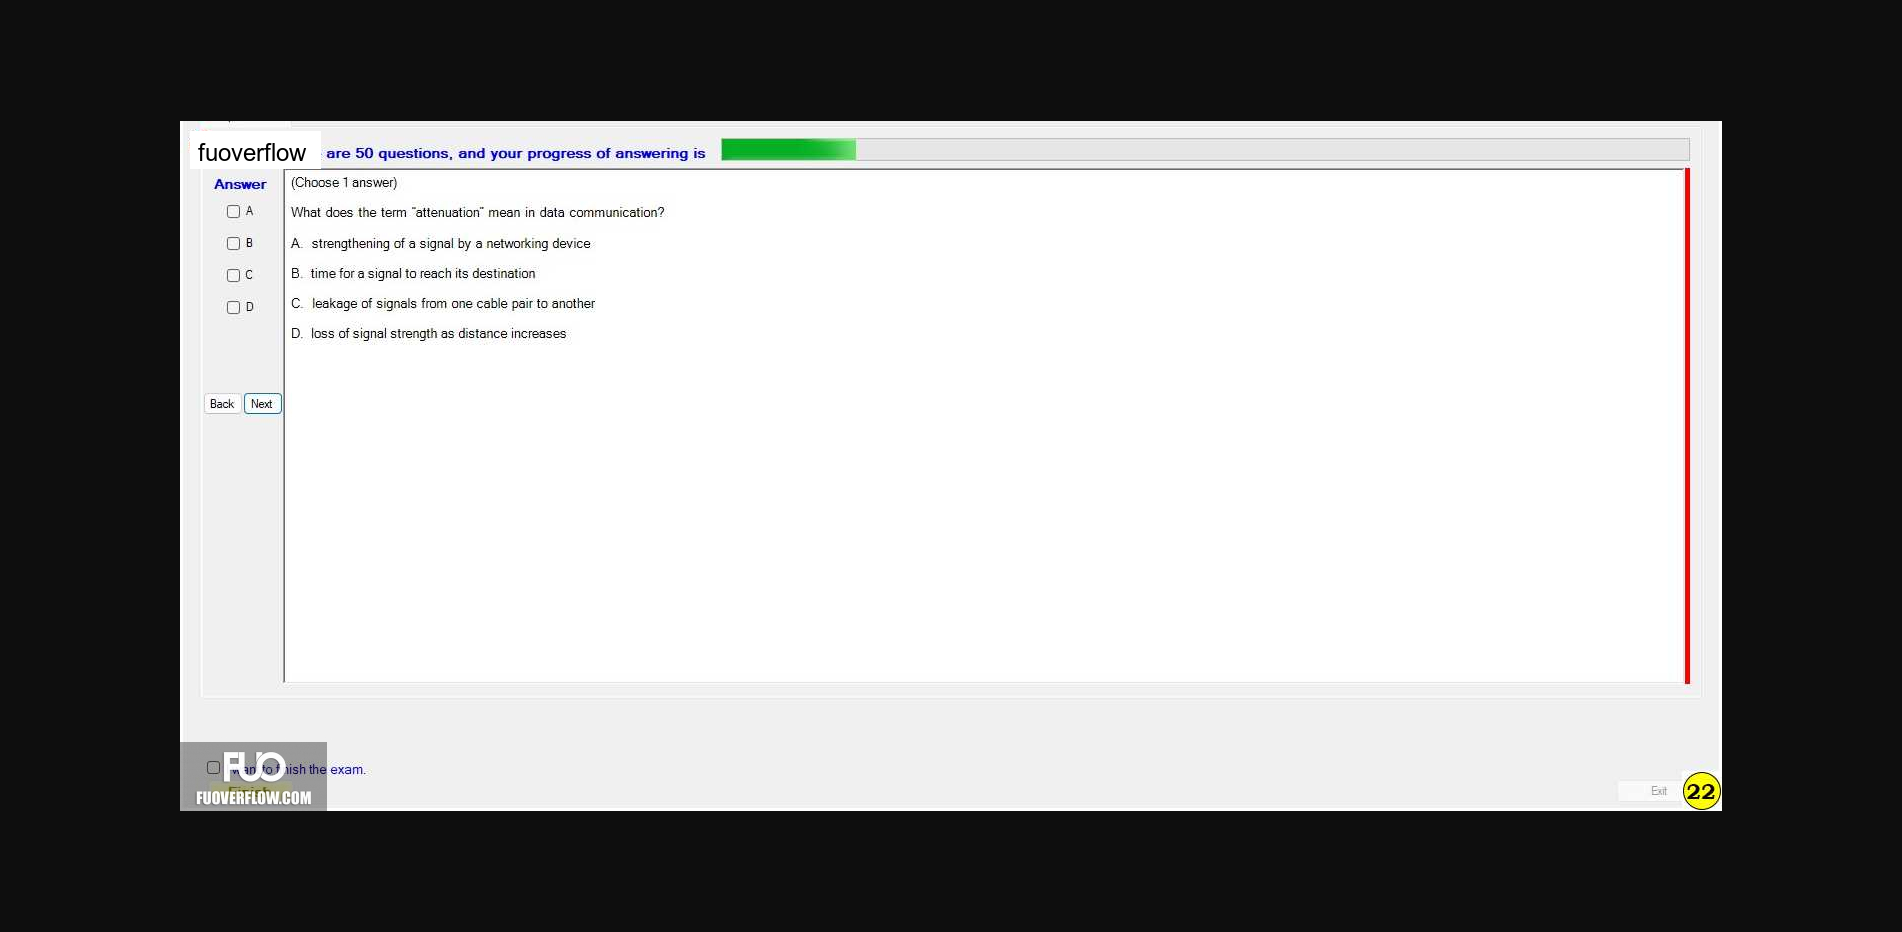 fuoverflow are 50 questions, and your progress of answering is
Answer
(Choose 1 answer)
A
What does the term "attenuation" mean in data communication?
B
A. strengthening of a signal by a networking device
C
B. time for a signal to reach its destination
D
C. leakage of signals from one cable pair to another
D. loss of signal strength as distance increases
Back Next
FUO
want to finish the exam.
Finish
FUOVERFLOW.COM
Exit 22